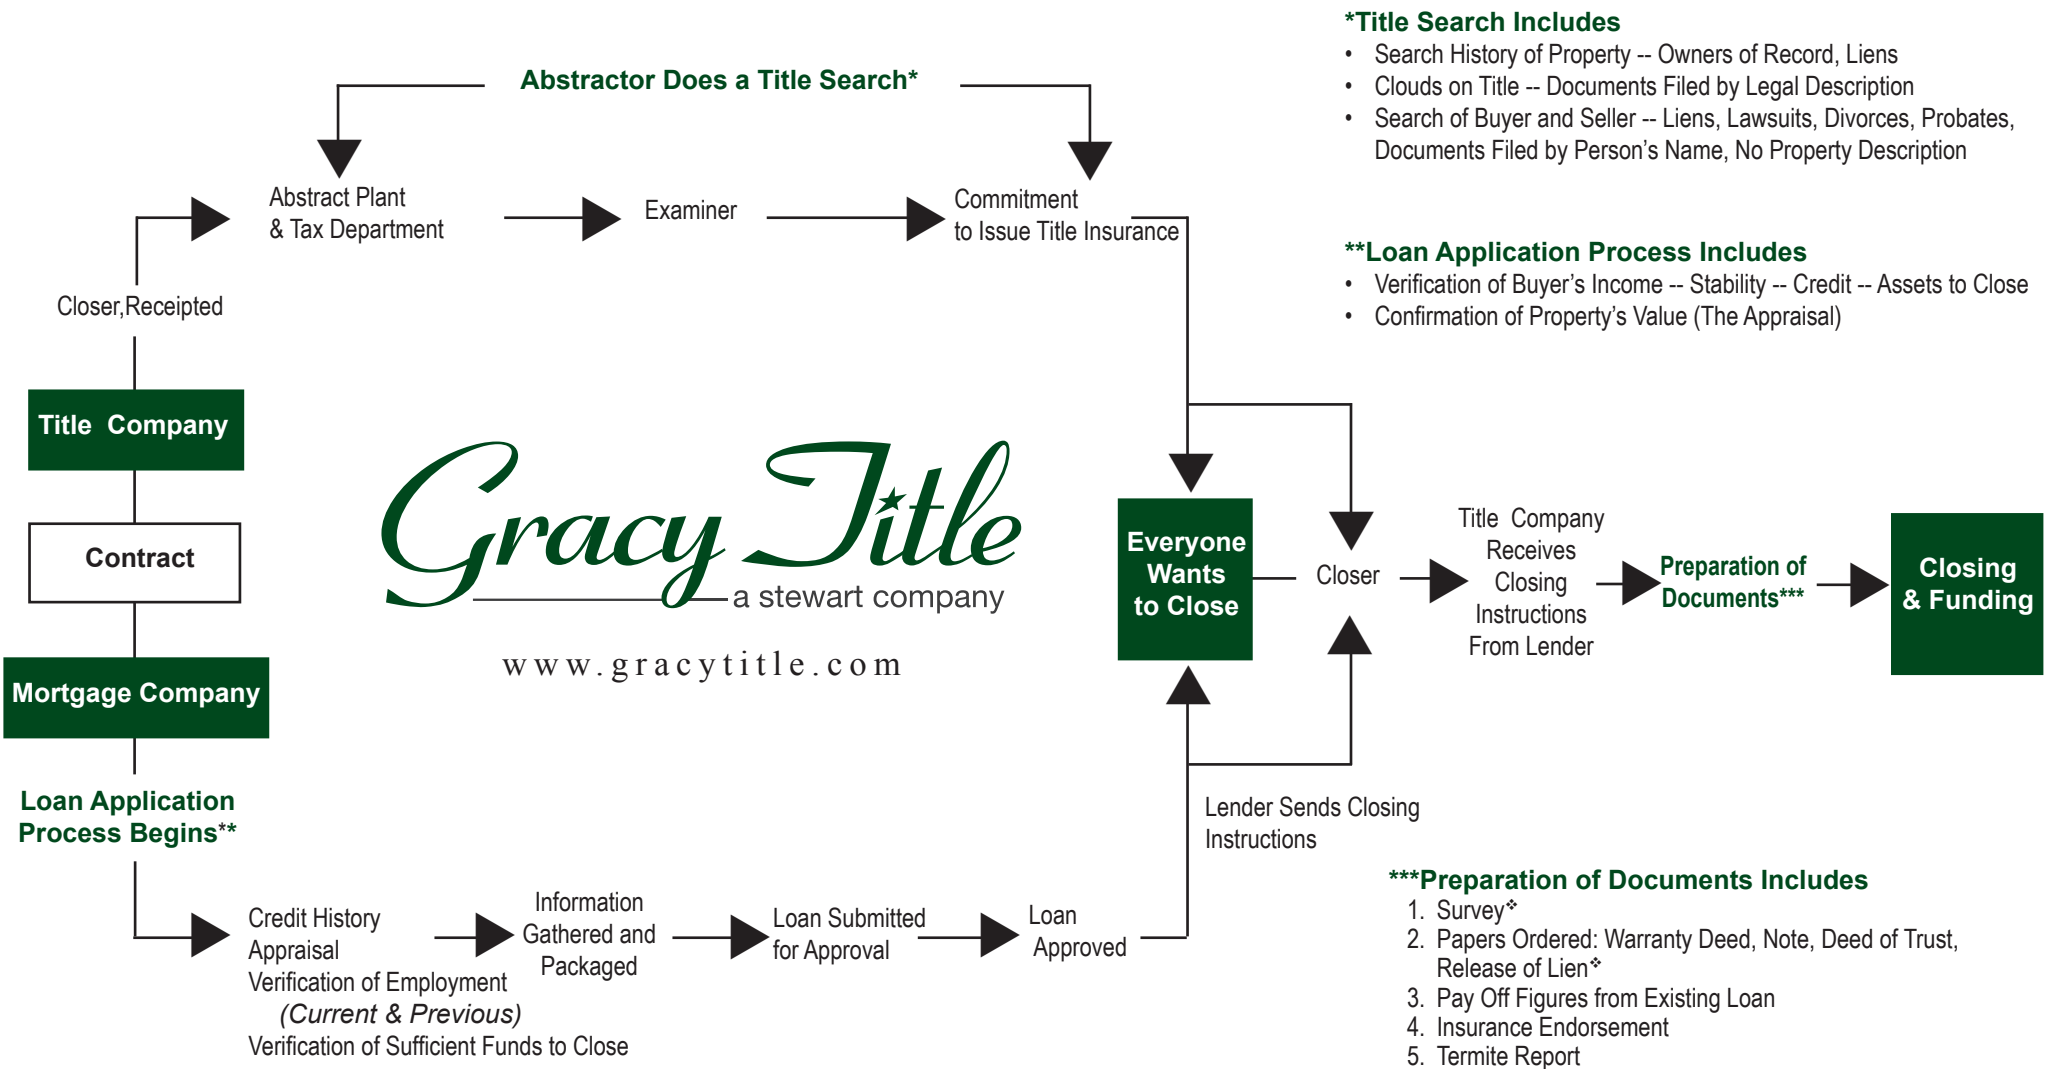 *Title Search Includes
• Search History of Property -- Owners of Record, Liens
• Clouds on Title -- Documents Filed by Legal Description
• Search of Buyer and Seller -- Liens, Lawsuits, Divorces, Probates,
Documents Filed by Person's Name, No Property Description
Abstractor Does a Title Search*
Abstract Plant
& Tax Department
Examiner
Commitment
to Issue Title Insurance
**Loan Application Process Includes
• Verification of Buyer's Income -- Stability -- Credit -- Assets to Close
• Confirmation of Property's Value (The Appraisal)
Closer,Receipted
Title Company
Contract
Mortgage Company
Gracy Title
a stewart company
www.gracytitle.com
Everyone
Wants
to Close
Closer
Title Company
Receives
Closing
Instructions
From Lender
Preparation of
Documents***
Closing
& Funding
Loan Application
Process Begins**
Credit History
Appraisal
Verification of Employment
(Current & Previous)
Verification of Sufficient Funds to Close
Information
Gathered and
Packaged
Loan Submitted
for Approval
Loan
Approved
Lender Sends Closing
Instructions
***Preparation of Documents Includes
1. Survey❖
2. Papers Ordered: Warranty Deed, Note, Deed of Trust,
Release of Lien❖
3. Pay Off Figures from Existing Loan
4. Insurance Endorsement
5. Termite Report